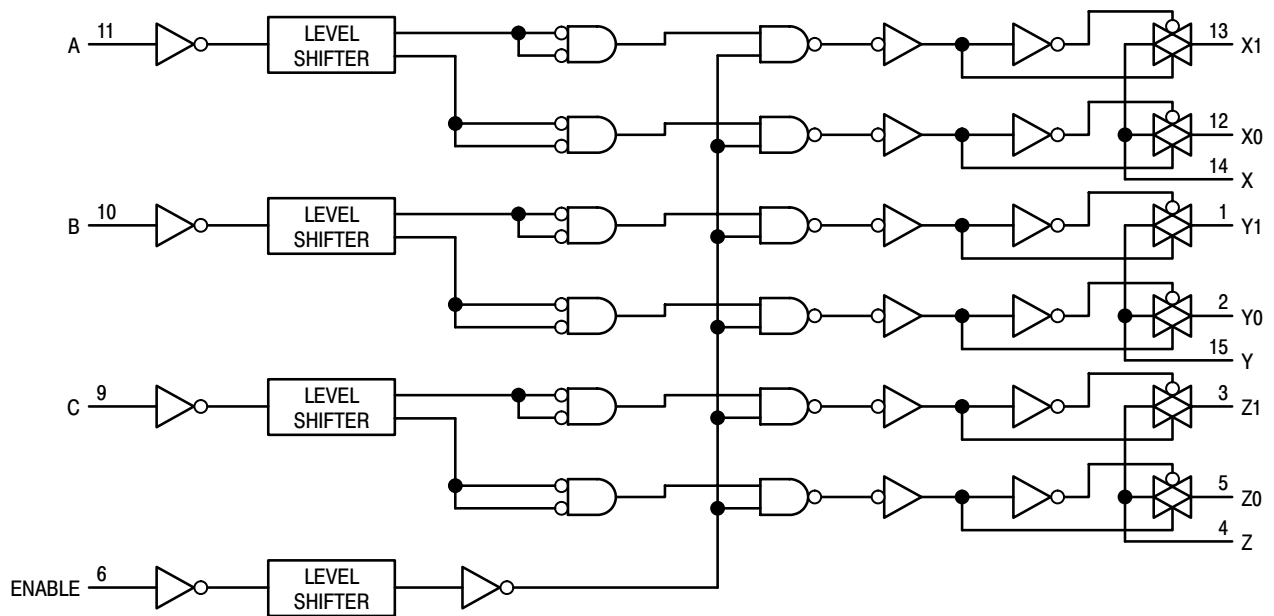 A
11
LEVEL
SHIFTER
13
X1
12
X0
14
X
B
10
LEVEL
SHIFTER
1
Y1
2
Y0
15
Y
C
9
LEVEL
SHIFTER
3
Z1
5
Z0
4
Z
ENABLE
6
LEVEL
SHIFTER